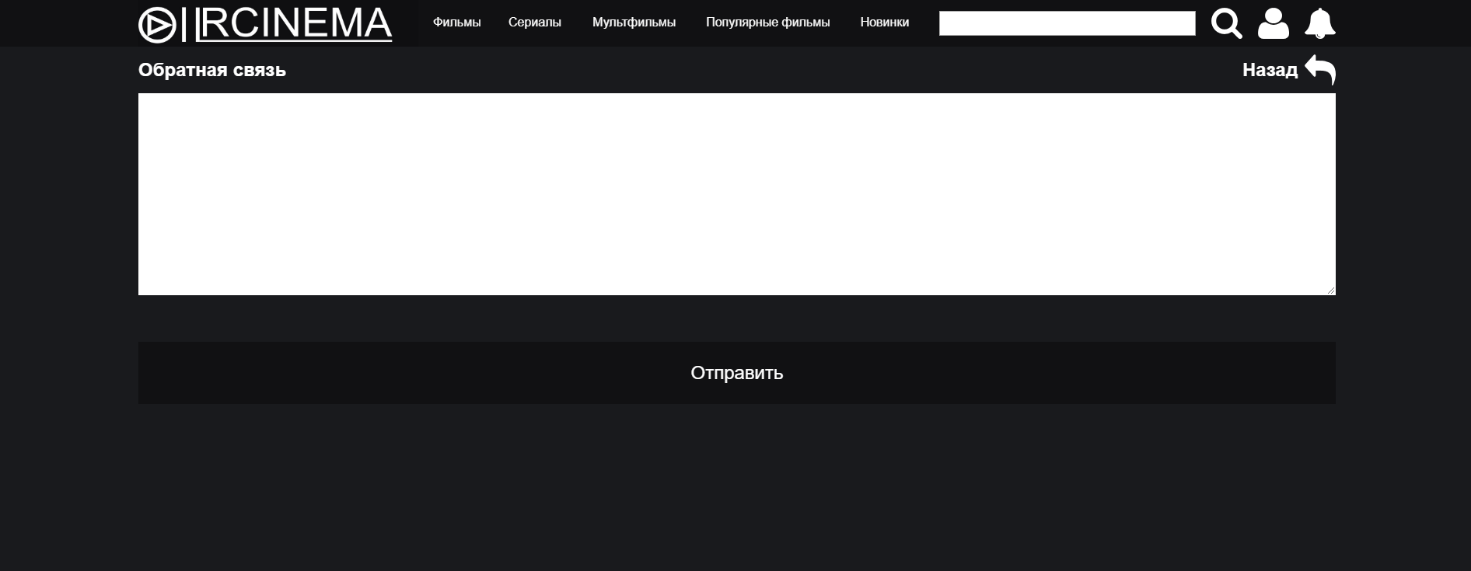 IRCINEMA Фильмы Сериалы Мультфильмы Популярные фильмы Новинки
Обратная связь Назад
Отправить